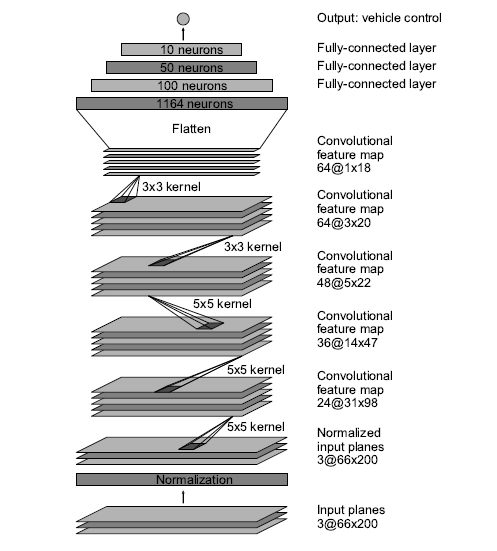 Output: vehicle control
10 neurons
Fully-connected layer
50 neurons
Fully-connected layer
100 neurons
Fully-connected layer
1164 neurons
Flatten
Convolutional
feature map
64@1x18
3x3 kernel
Convolutional
feature map
64@3x20
3x3 kernel
Convolutional
feature map
48@5x22
5x5 kernel
Convolutional
feature map
36@14x47
5x5 kernel
Convolutional
feature map
24@31x98
5x5 kernel
Normalized
input planes
3@66x200
Normalization
Input planes
3@66x200